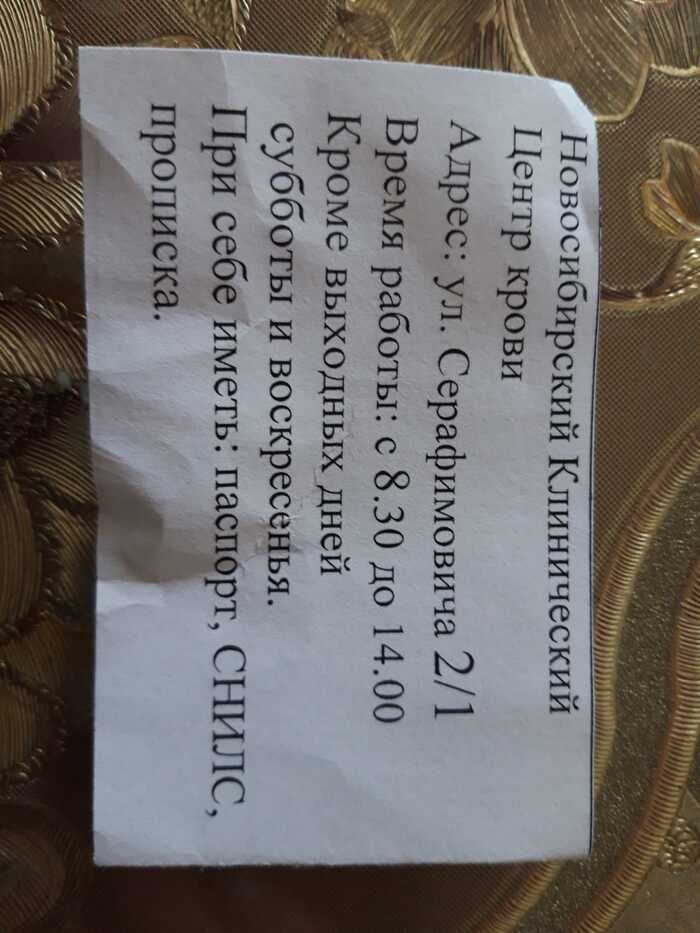 Новосибирский Клинический
Центр крови
Адрес: ул. Серафимовича 2/1
Время работы: с 8.30 до 14.00
Кроме выходных дней
субботы и воскресенья.
При себе иметь: паспорт, СНИЛС,
прописка.